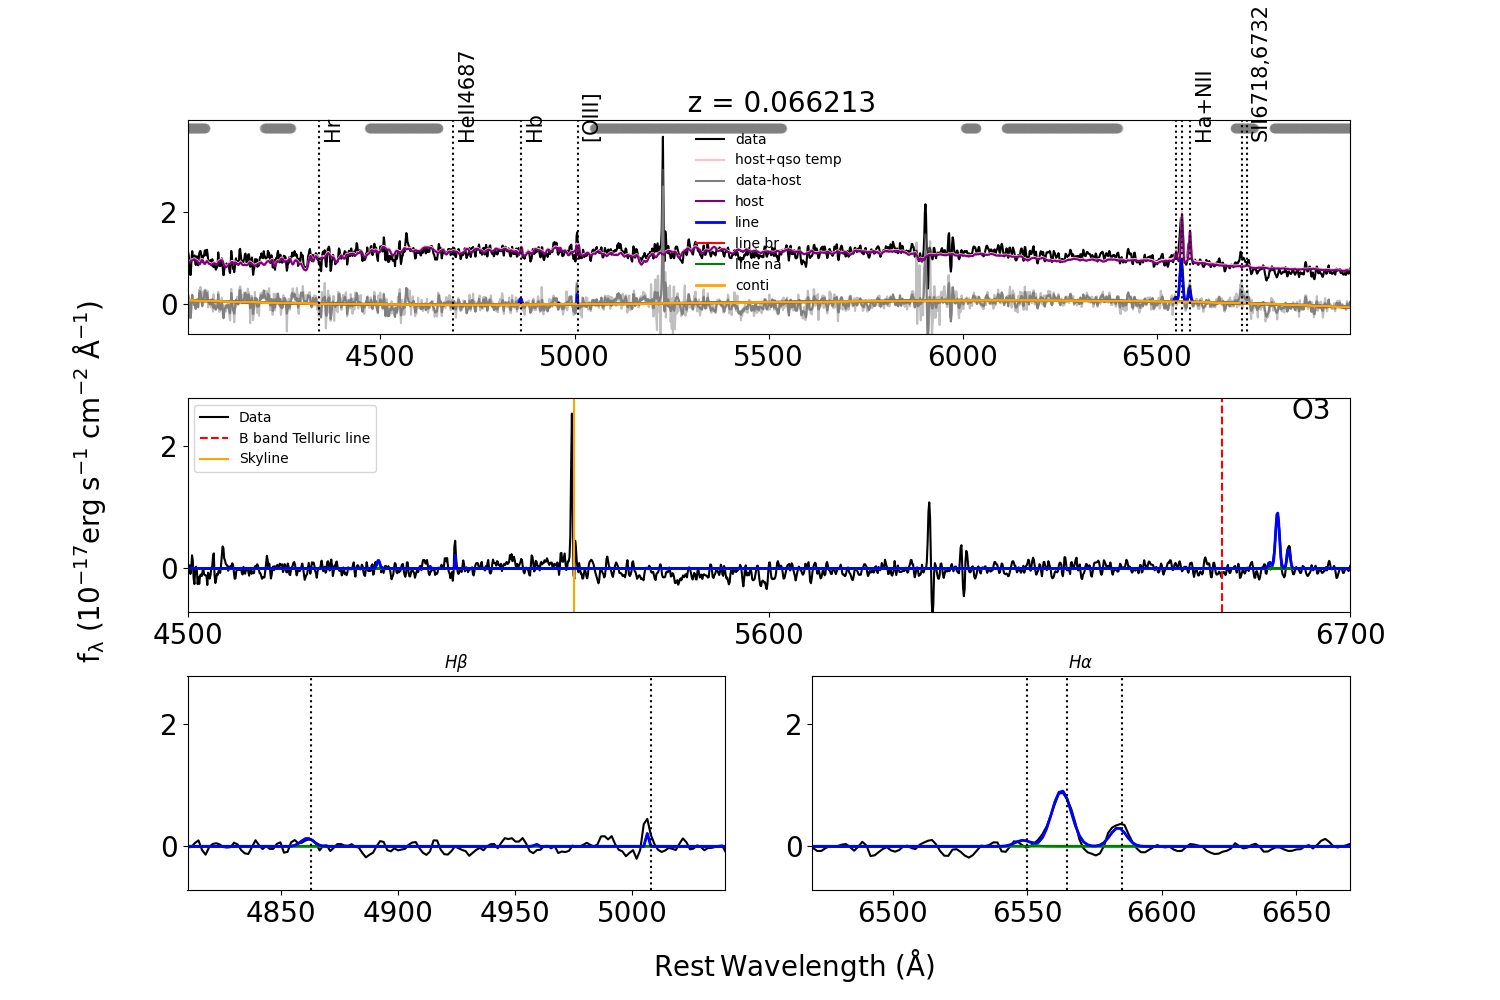 z = 0.066213
Hr
HeII4687
Hb
[OIII]
Ha+NII
SII6718,6732
data
host+qso temp
data-host
host
line
line br
line na
conti
2
0
4500 5000 5500 6000 6500
O3
Data
B band Telluric line
Skyline
2
0
4500 5600 6700
fλ (10−17erg s−1 cm−2 Å−1)
Hβ
2
0
4850 4900 4950 5000
Hα
2
0
6500 6550 6600 6650
Rest Wavelength (Å)